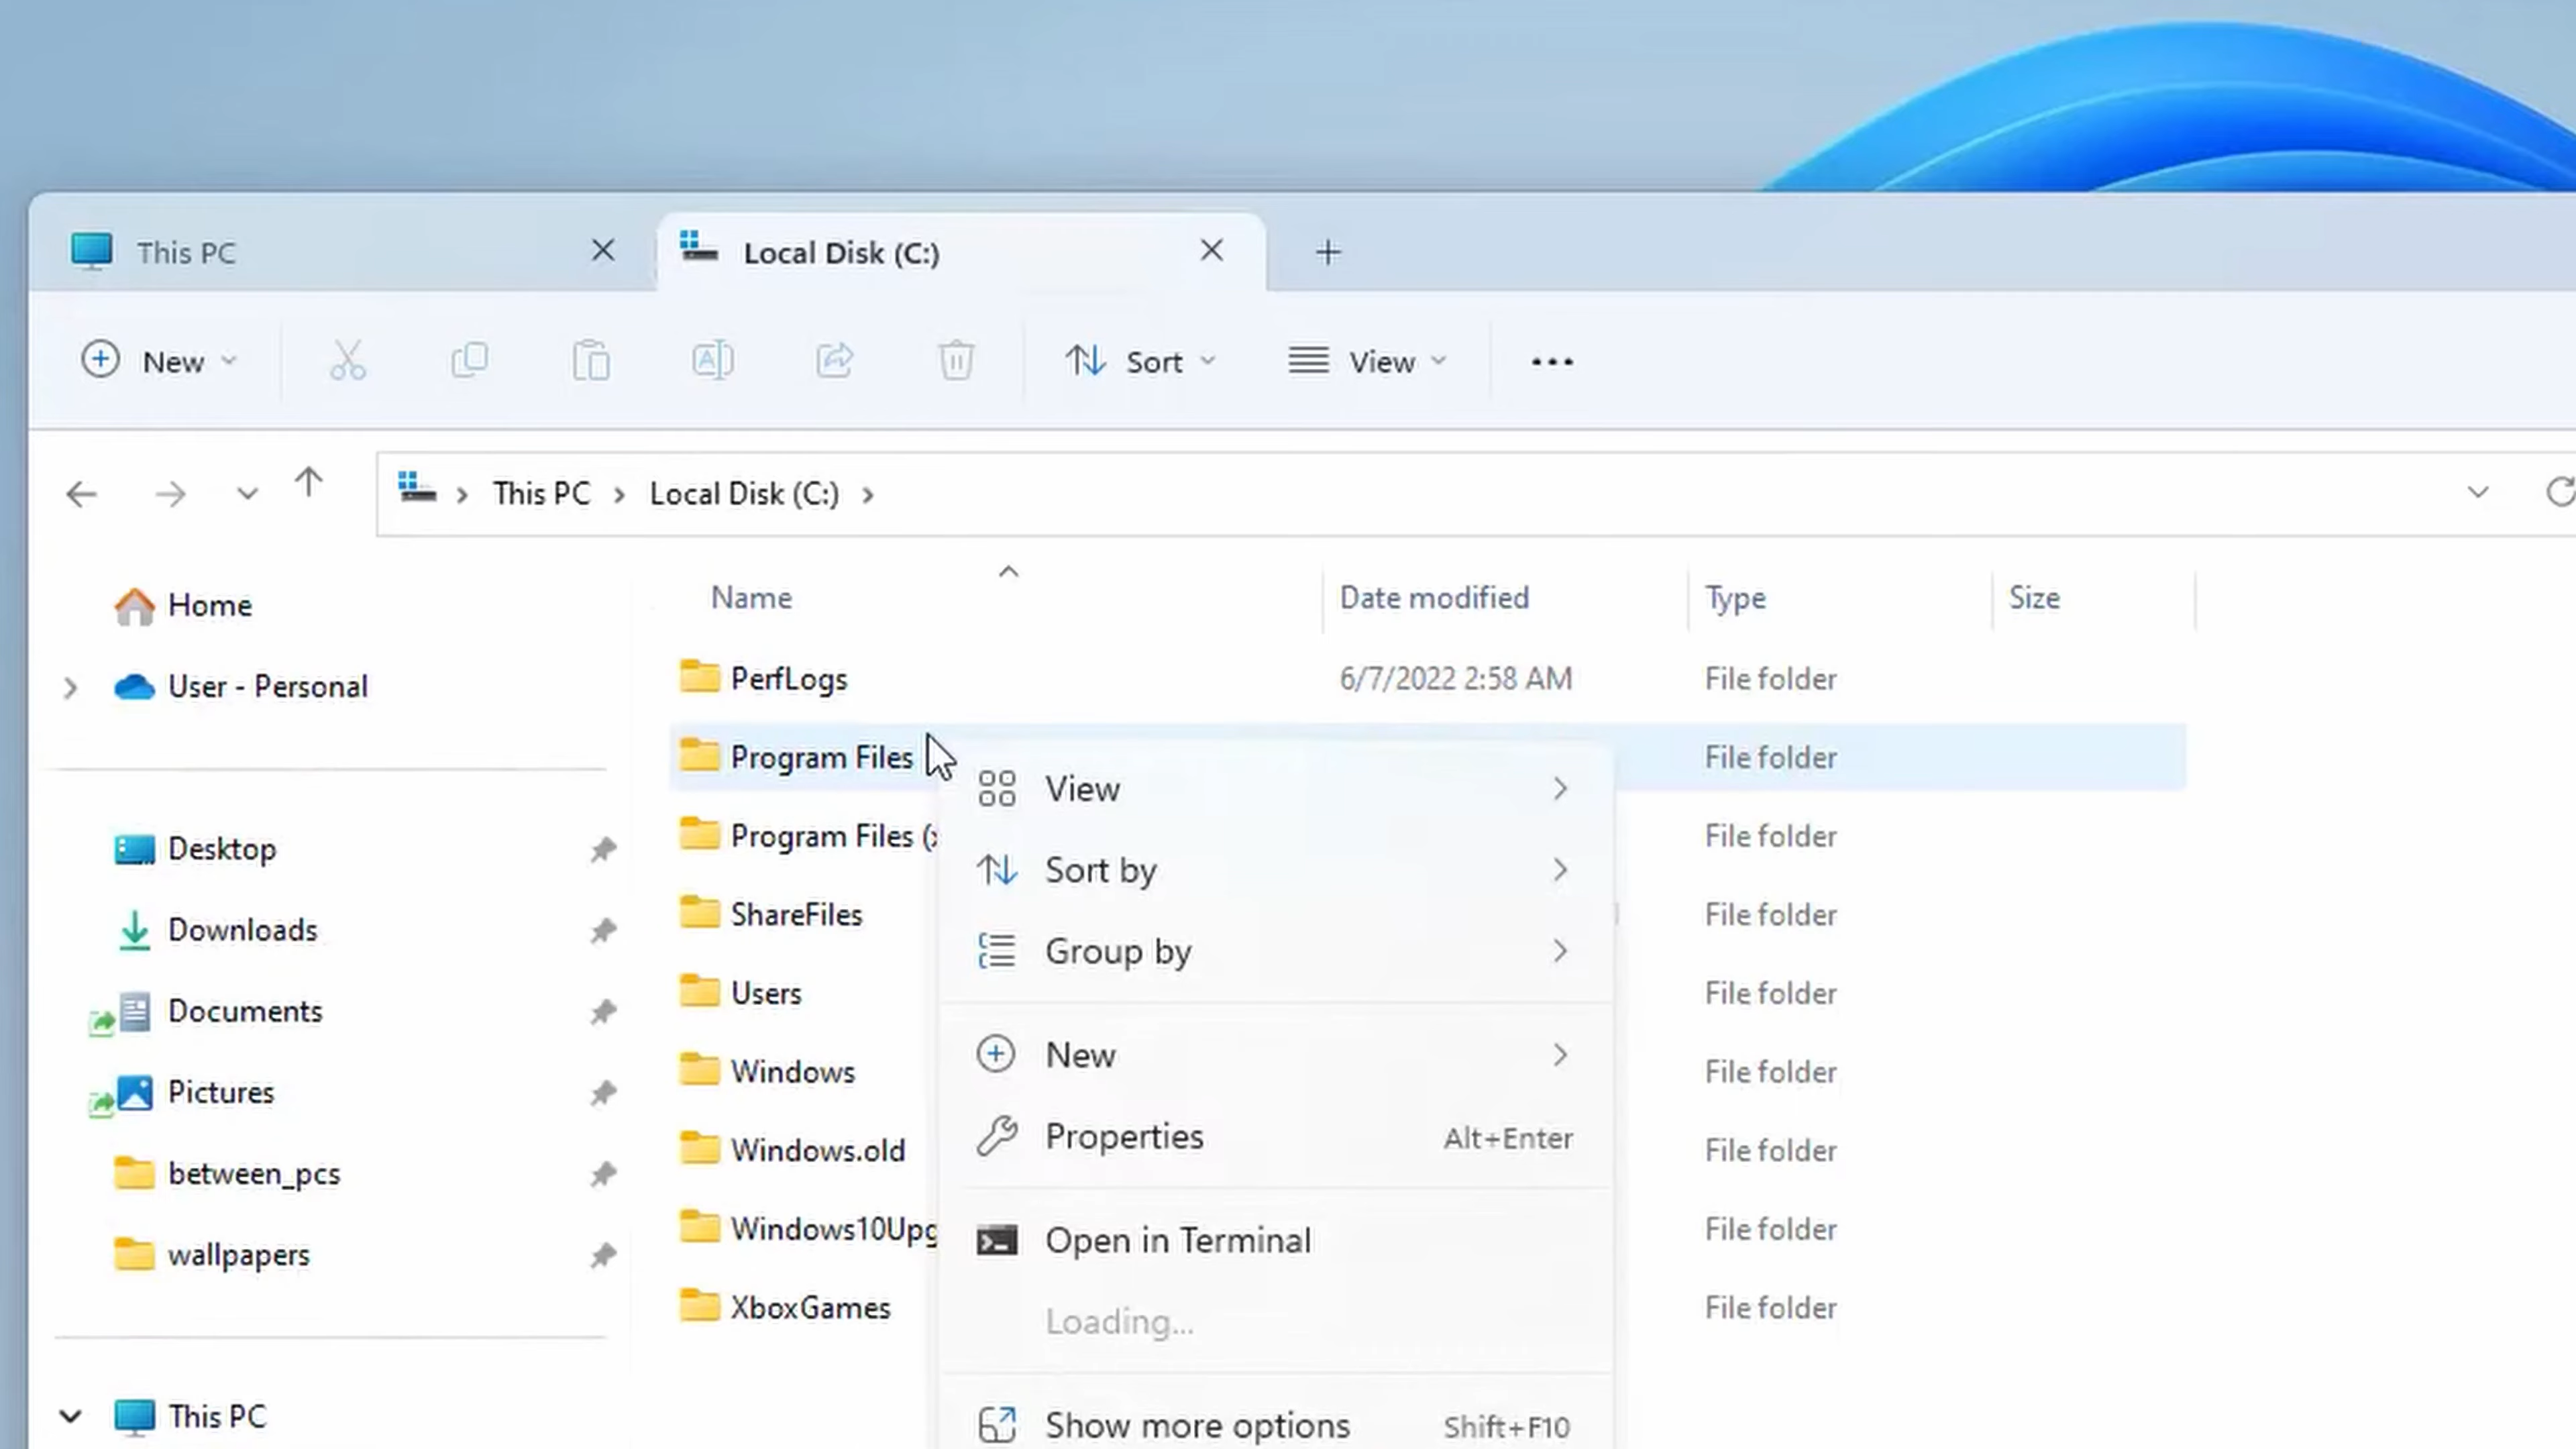 This PC
Local Disk (C:)
New
Sort
View
This PC
Local Disk (C:)
Home
User - Personal
Desktop
Downloads
Documents
Pictures
between_pcs
wallpapers
This PC
Name
Date modified
Type
Size
PerfLogs
6/7/2022 2:58 AM
File folder
Program Files
File folder
Program Files (x
File folder
ShareFiles
File folder
Users
File folder
Windows
File folder
Windows.old
File folder
Windows10Upg
File folder
XboxGames
File folder
View
Sort by
Group by
New
Properties
Alt+Enter
Open in Terminal
Loading...
Show more options
Shift+F10